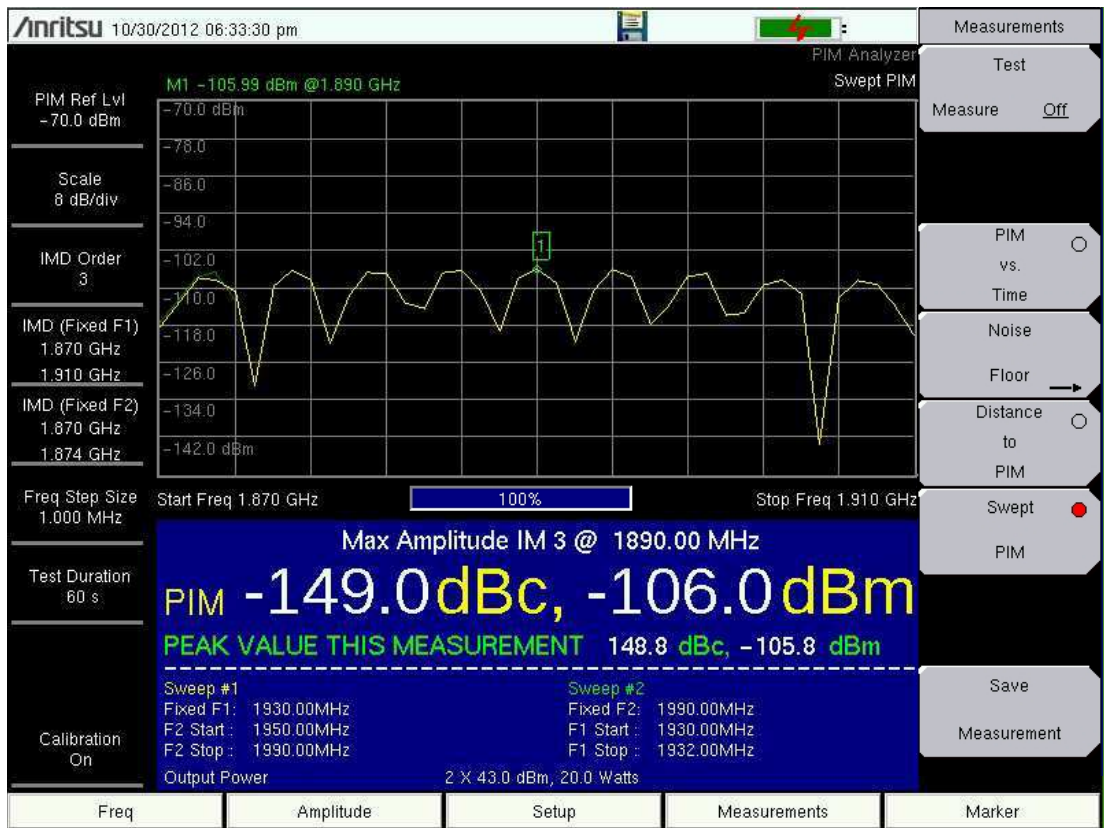 /Inritsu 10/30/2012 06:33:30 pm
PIM Ref Lvl
-70.0 dBm
Scale
8 dB/div
IMD Order
3
IMD (Fixed F1)
1.870 GHz
1.910 GHz
IMD (Fixed F2)
1.870 GHz
1.874 GHz
Freq Step Size
1.000 MHz
Test Duration
60 s
Calibration
On
PIM Analyzer
M1 -105.99 dBm @1.890 GHz
Swept PIM
-70.0 dBm
-78.0
-86.0
-94.0
1
-102.0
-110.0
-118.0
-126.0
-134.0
-142.0 dBm
Start Freq 1.870 GHz
100%
Stop Freq 1.910 GHz
Max Amplitude IM 3 @ 1890.00 MHz
PIM -149.0dBc, -106.0dBm
PEAK VALUE THIS MEASUREMENT 148.8 dBc, -105.8 dBm
Sweep #1
Fixed F1: 1930.00MHz
F2 Start : 1950.00MHz
F2 Stop : 1990.00MHz
Sweep #2
Fixed F2: 1990.00MHz
F1 Start : 1930.00MHz
F1 Stop : 1932.00MHz
Output Power 2 X 43.0 dBm, 20.0 Watts
Measurements
Test
Measure Off
PIM
vs.
Time
Noise
Floor
Distance
to
PIM
Swept
PIM
Save
Measurement
Freq
Amplitude
Setup
Measurements
Marker